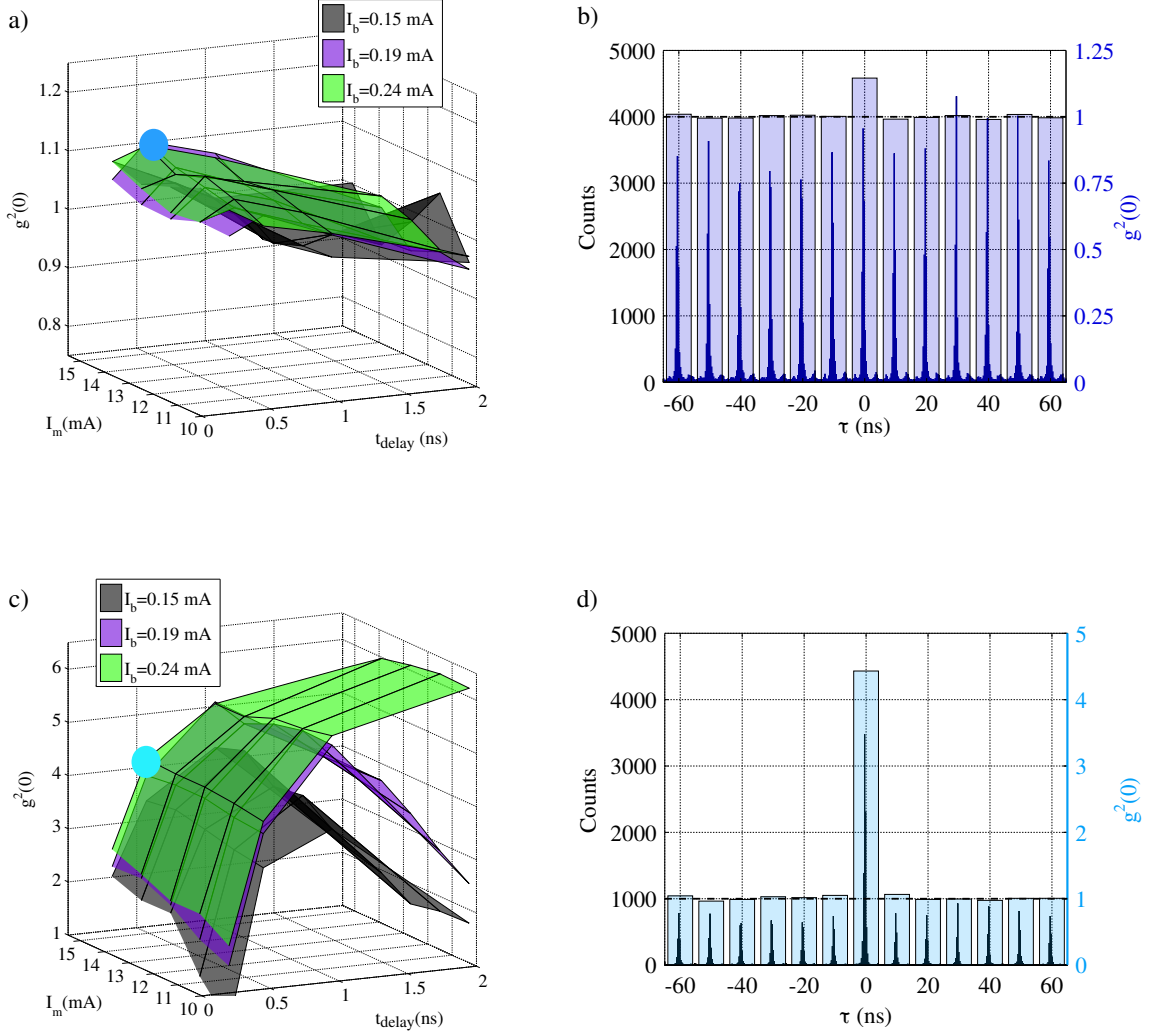 a)
I_b=0.15 mA
I_b=0.19 mA
I_b=0.24 mA
1.2
1.1
1
0.9
0.8
g²(0)
15
14
13
12
11
10
I_m(mA)
0
0.5
1
1.5
2
t_delay (ns)
b)
5000
4000
3000
2000
1000
0
Counts
1.25
1
0.75
0.5
0.25
0
g²(0)
-60 -40 -20 0 20 40 60
τ (ns)
c)
I_b=0.15 mA
I_b=0.19 mA
I_b=0.24 mA
6
5
4
3
2
1
g²(0)
15
14
13
12
11
10
I_m(mA)
0
0.5
1
1.5
2
t_delay(ns)
d)
5000
4000
3000
2000
1000
0
Counts
5
4
3
2
1
0
g²(0)
-60 -40 -20 0 20 40 60
τ (ns)